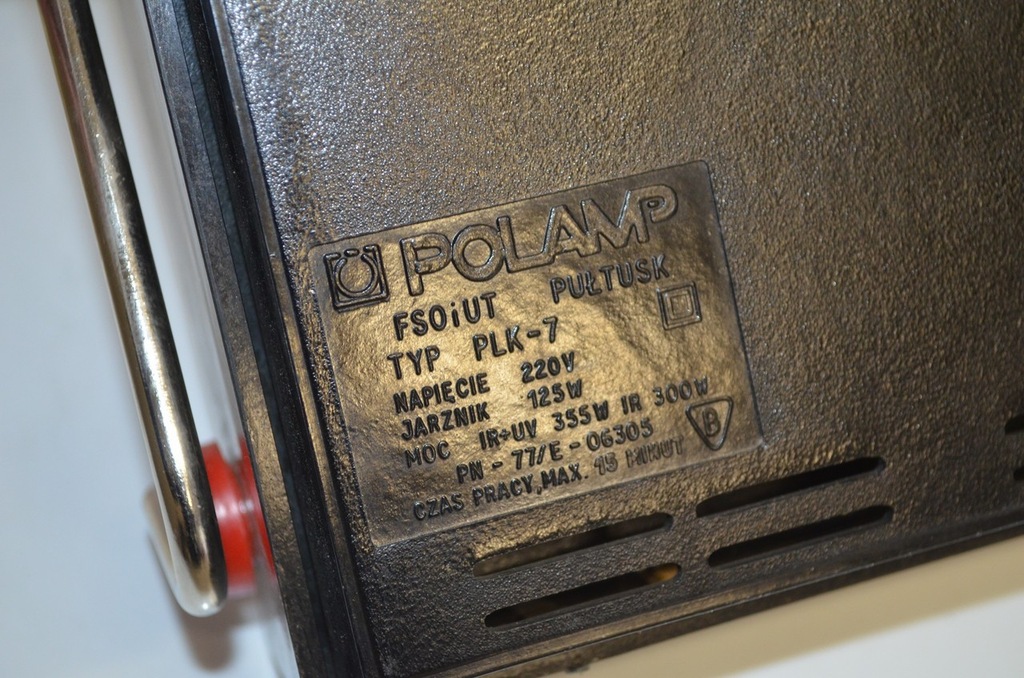 POLAMP
FSOiUT PUŁTUSK
TYP PLK-7
NAPIĘCIE 220V
JARZNIK 125W
MOC IR+UV 355W IR 300W
PN - 77/E - 06305 B
CZAS PRACY, MAX. 15 MINUT